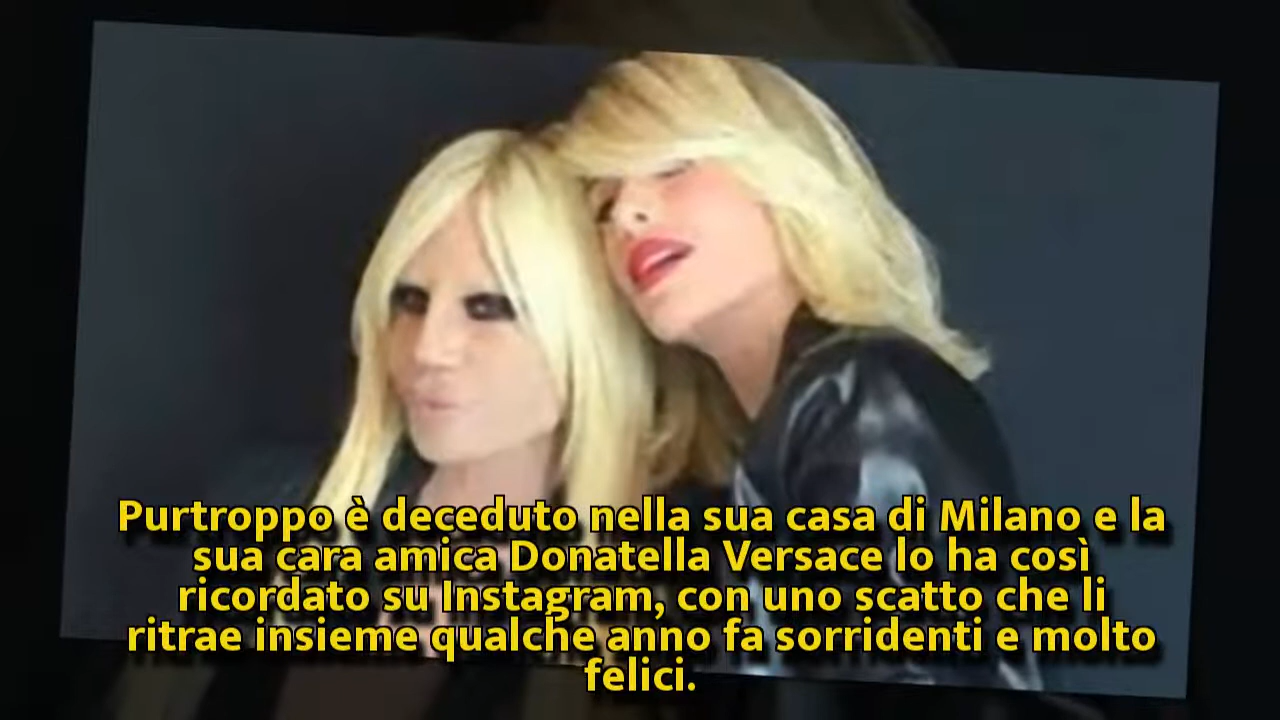 Purtroppo è deceduto nella sua casa di Milano e la
sua cara amica Donatella Versace lo ha così
ricordato su Instagram, con uno scatto che li
ritrae insieme qualche anno fa sorridenti e molto
felici.